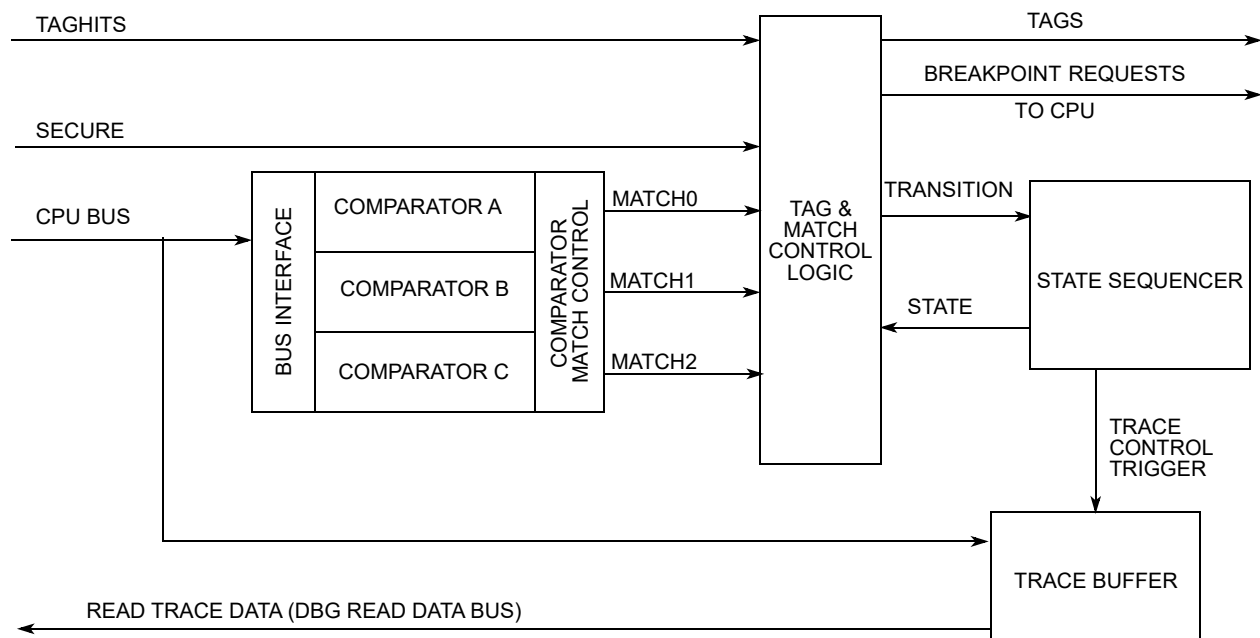 TAGHITS
TAGS
BREAKPOINT REQUESTS
TO CPU
SECURE
CPU BUS
BUS INTERFACE
COMPARATOR A
COMPARATOR B
COMPARATOR C
COMPARATOR
MATCH CONTROL
MATCH0
MATCH1
MATCH2
TAG &
MATCH
CONTROL
LOGIC
TRANSITION
STATE
STATE SEQUENCER
TRACE
CONTROL
TRIGGER
TRACE BUFFER
READ TRACE DATA (DBG READ DATA BUS)